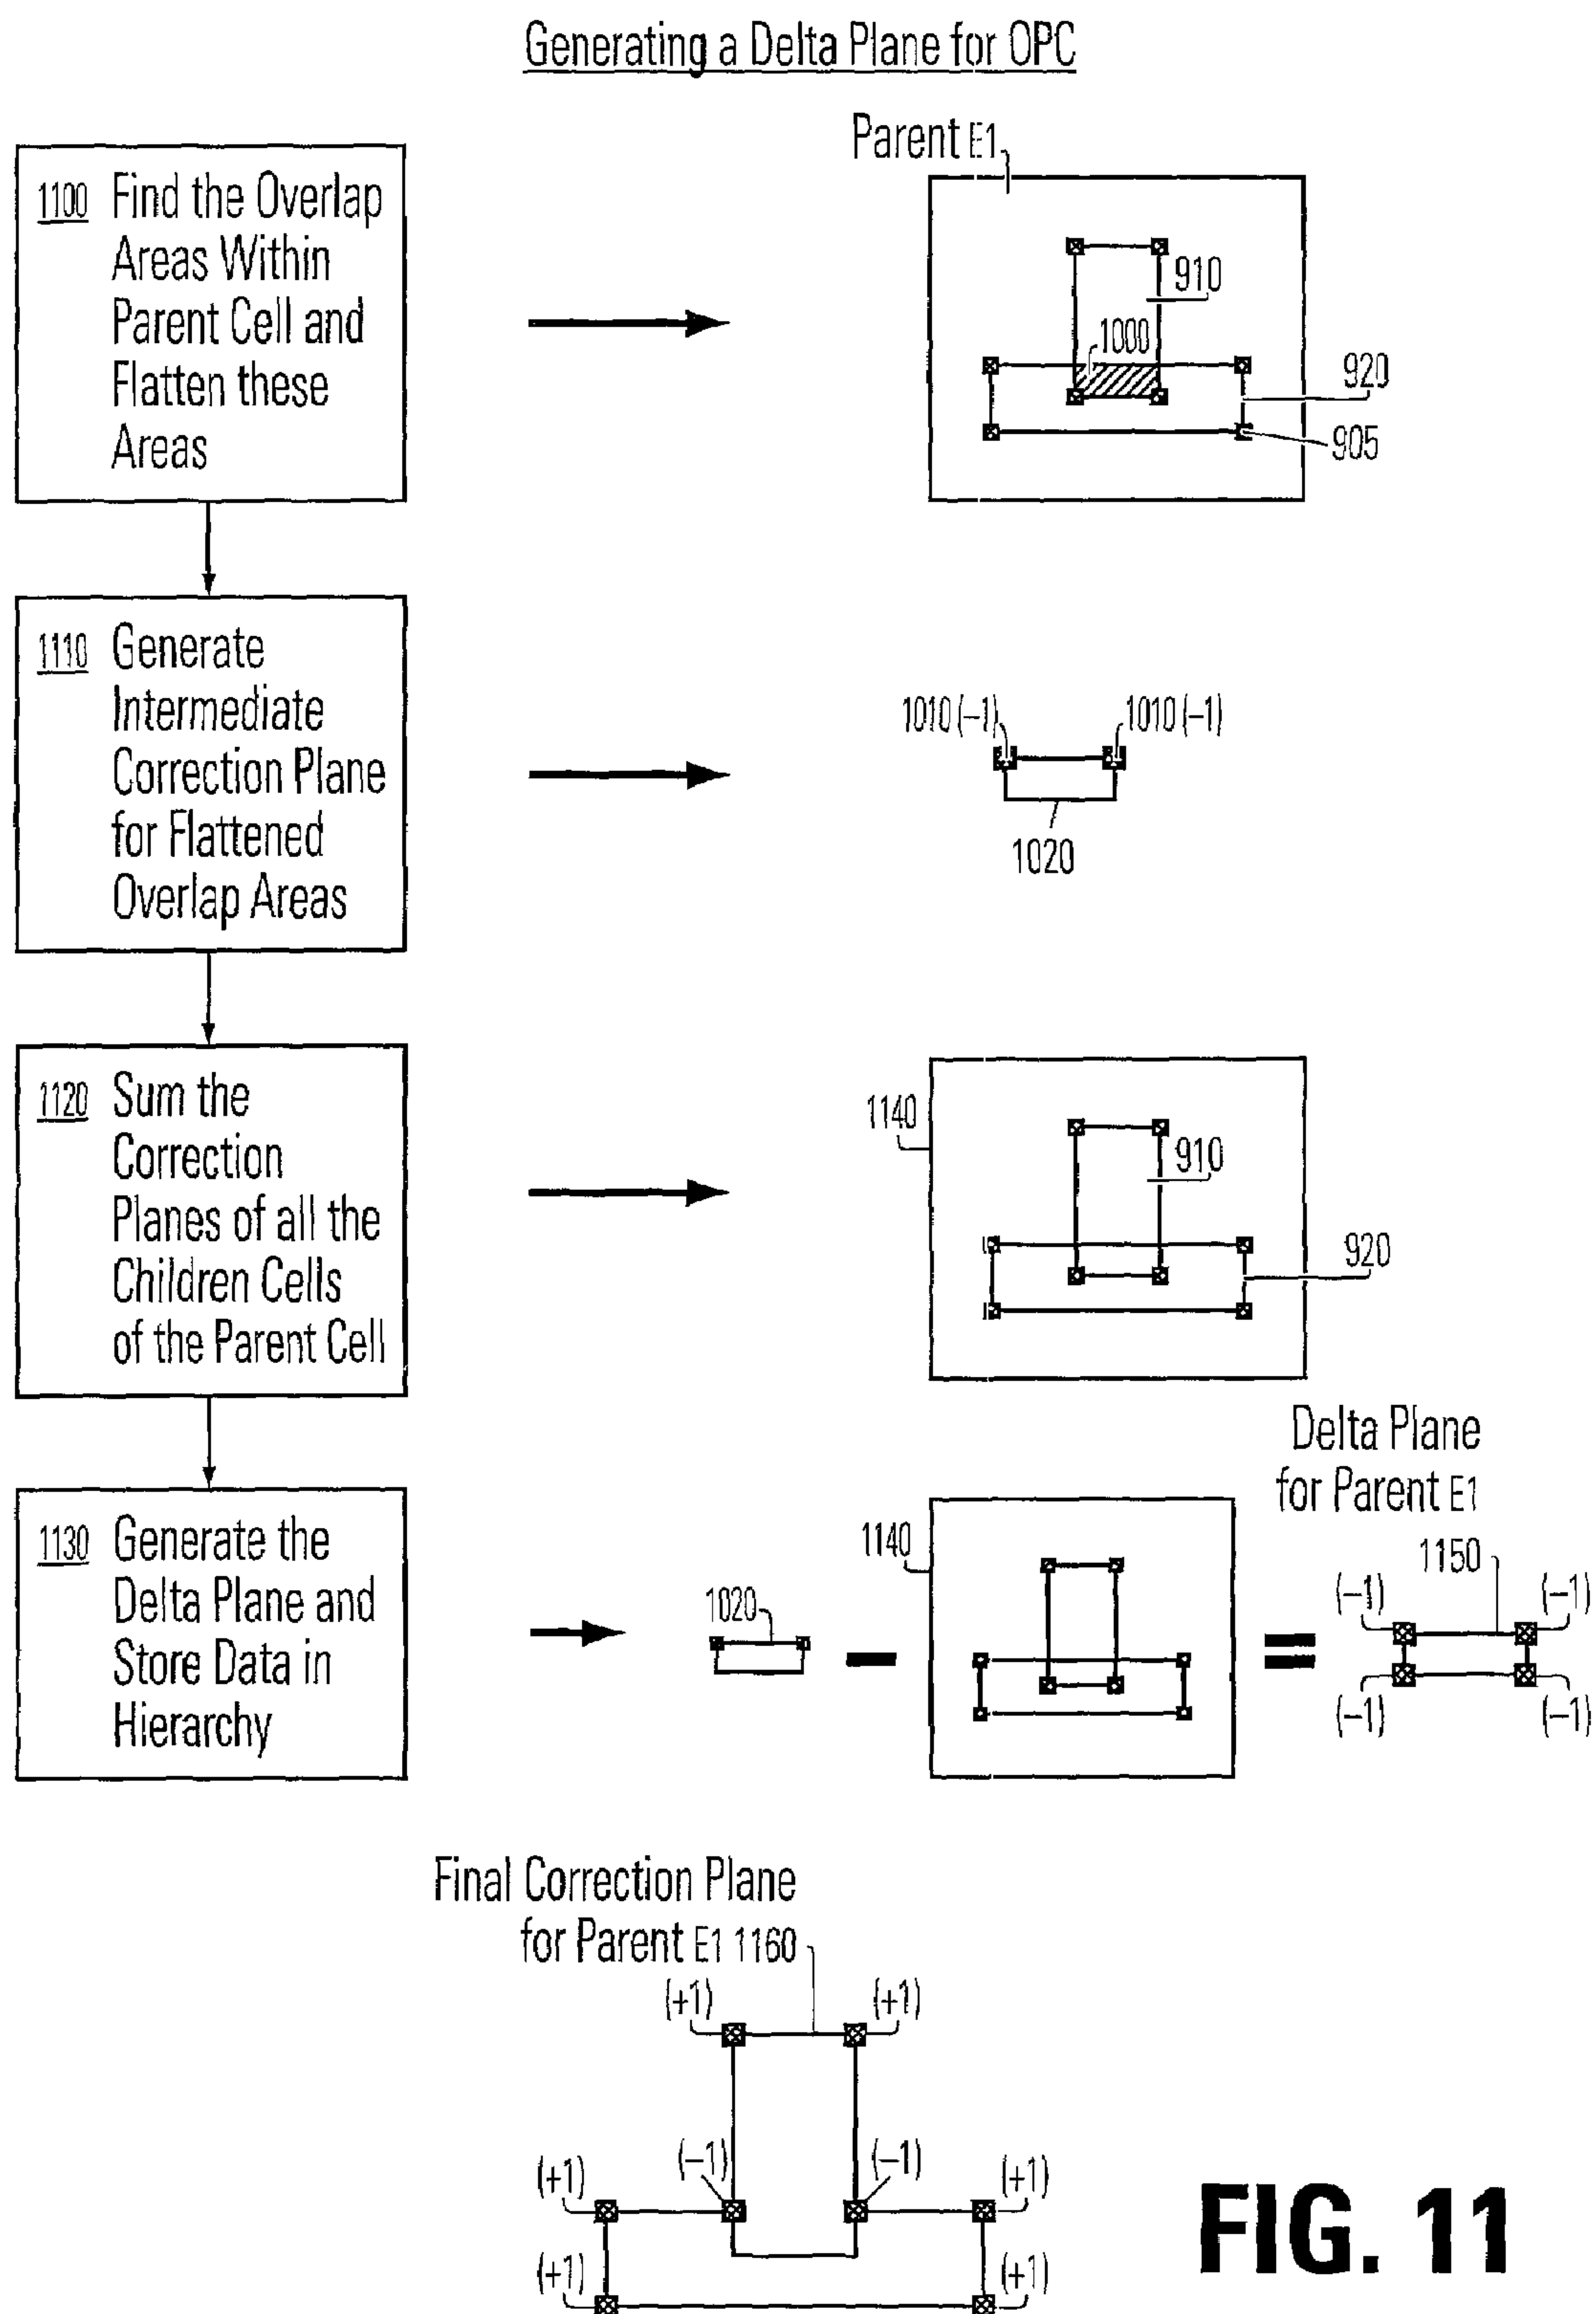 Generating a Delta Plane for OPC
1100 Find the Overlap
Areas Within
Parent Cell and
Flatten these
Areas
Parent E1
910
1000
920
905
1110 Generate
Intermediate
Correction Plane
for Flattened
Overlap Areas
1010 (–1)
1010 (–1)
1020
1120 Sum the
Correction
Planes of all the
Children Cells
of the Parent Cell
1140
910
920
1130 Generate the
Delta Plane and
Store Data in
Hierarchy
1020
–
1140
=
Delta Plane
for Parent E1
1150
(–1)
(–1)
(–1)
(–1)
Final Correction Plane
for Parent E1 1160
(+1)
(+1)
(+1)
(–1)
(–1)
(+1)
(+1)
(+1)
FIG. 11